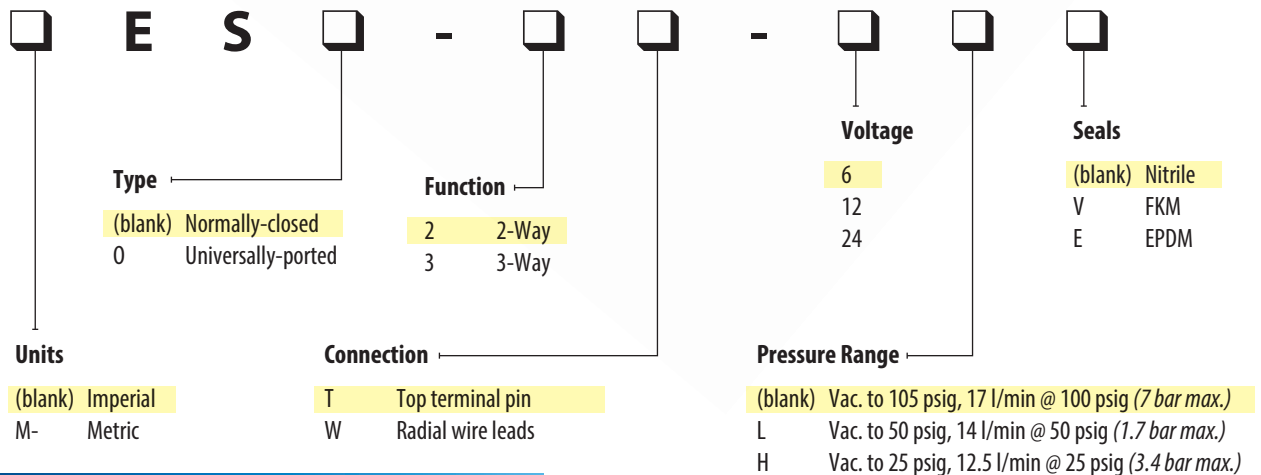 ☐ E S ☐ - ☐ ☐ - ☐ ☐ ☐
Voltage
6
12
24
Seals
(blank) Nitrile
V FKM
E EPDM
Type
(blank) Normally-closed
O Universally-ported
Function
2 2-Way
3 3-Way
Units
(blank) Imperial
M- Metric
Connection
T Top terminal pin
W Radial wire leads
Pressure Range
(blank) Vac. to 105 psig, 17 l/min @ 100 psig (7 bar max.)
L Vac. to 50 psig, 14 l/min @ 50 psig (1.7 bar max.)
H Vac. to 25 psig, 12.5 l/min @ 25 psig (3.4 bar max.)